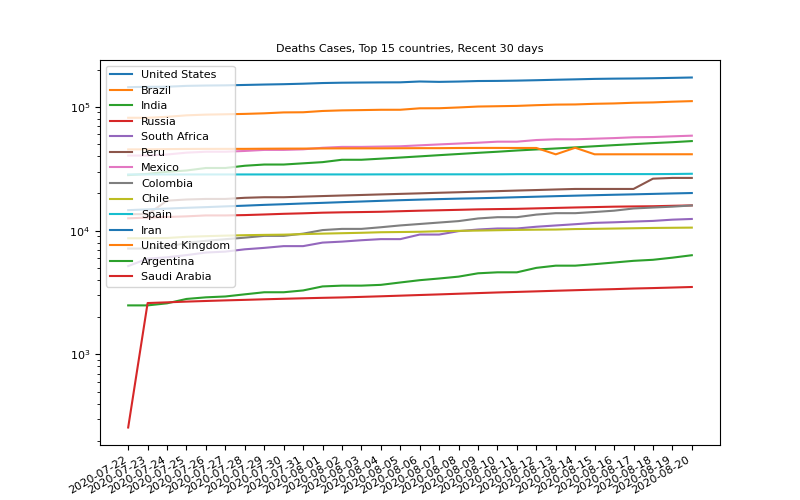 Deaths Cases, Top 15 countries, Recent 30 days
United States
Brazil
India
Russia
South Africa
Peru
Mexico
Colombia
Chile
Spain
Iran
United Kingdom
Argentina
Saudi Arabia
10⁵
10⁴
10³
2020-07-22
2020-07-23
2020-07-24
2020-07-25
2020-07-26
2020-07-27
2020-07-28
2020-07-29
2020-07-30
2020-07-31
2020-08-01
2020-08-02
2020-08-03
2020-08-04
2020-08-05
2020-08-06
2020-08-07
2020-08-08
2020-08-09
2020-08-10
2020-08-11
2020-08-12
2020-08-13
2020-08-14
2020-08-15
2020-08-16
2020-08-17
2020-08-18
2020-08-19
2020-08-20